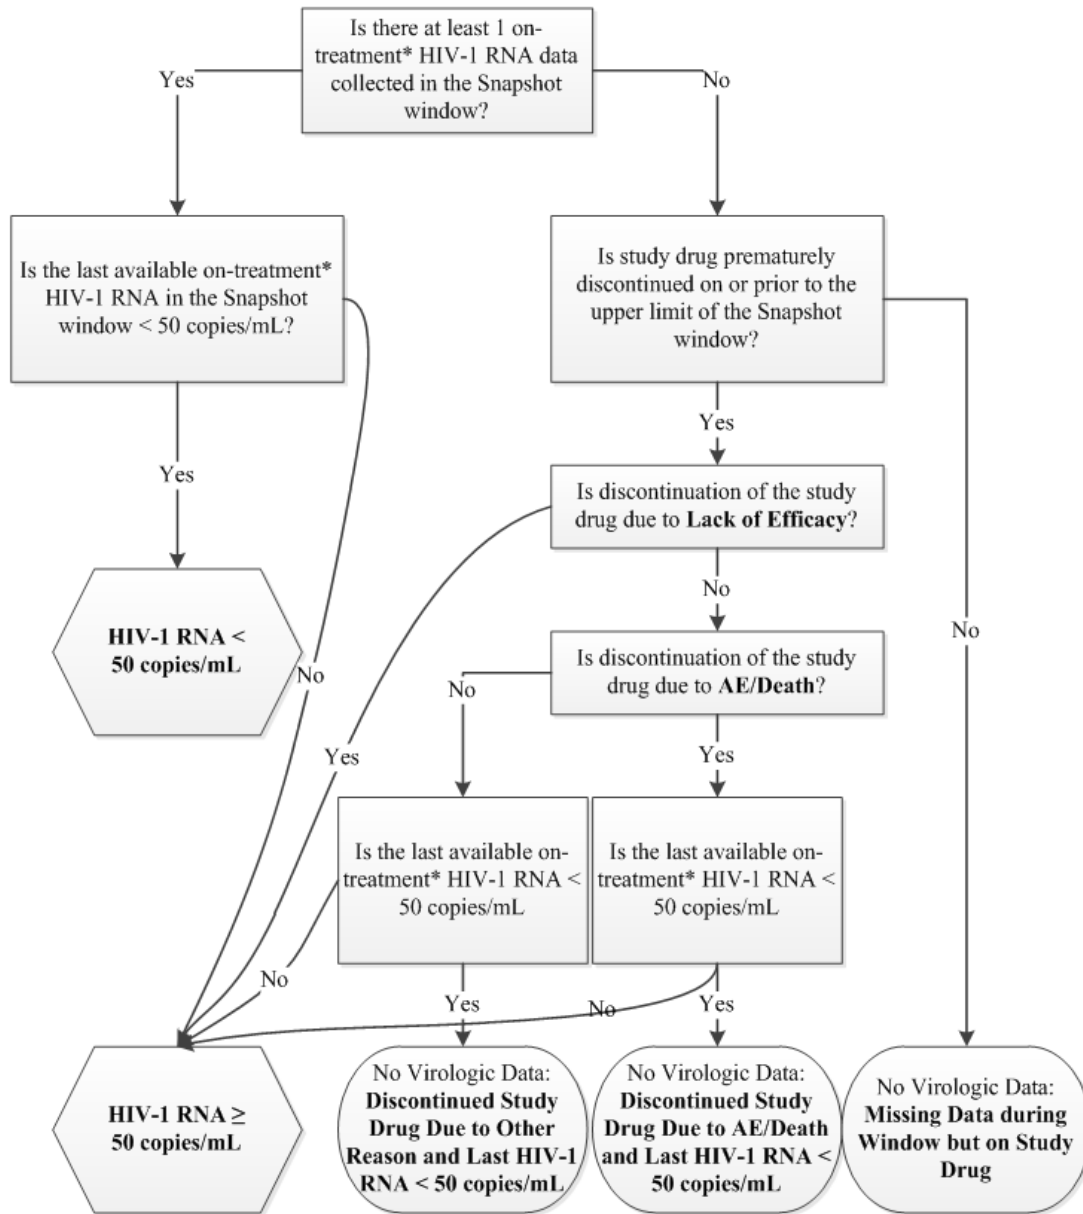 Is there at least 1 on-
treatment* HIV-1 RNA data
collected in the Snapshot
window?
Yes
No
Is the last available on-treatment*
HIV-1 RNA in the Snapshot
window < 50 copies/mL?
Is study drug prematurely
discontinued on or prior to the
upper limit of the Snapshot
window?
Yes
Yes
Is discontinuation of the study
drug due to Lack of Efficacy?
No
HIV-1 RNA <
50 copies/mL
No
No
Is discontinuation of the study
drug due to AE/Death?
No
Yes
Yes
Is the last available on-
treatment* HIV-1 RNA <
50 copies/mL
Is the last available on-
treatment* HIV-1 RNA <
50 copies/mL
No
Yes
No
Yes
HIV-1 RNA ≥
50 copies/mL
No Virologic Data:
Discontinued Study
Drug Due to Other
Reason and Last HIV-1
RNA < 50 copies/mL
No Virologic Data:
Discontinued Study
Drug Due to AE/Death
and Last HIV-1 RNA <
50 copies/mL
No Virologic Data:
Missing Data during
Window but on Study
Drug